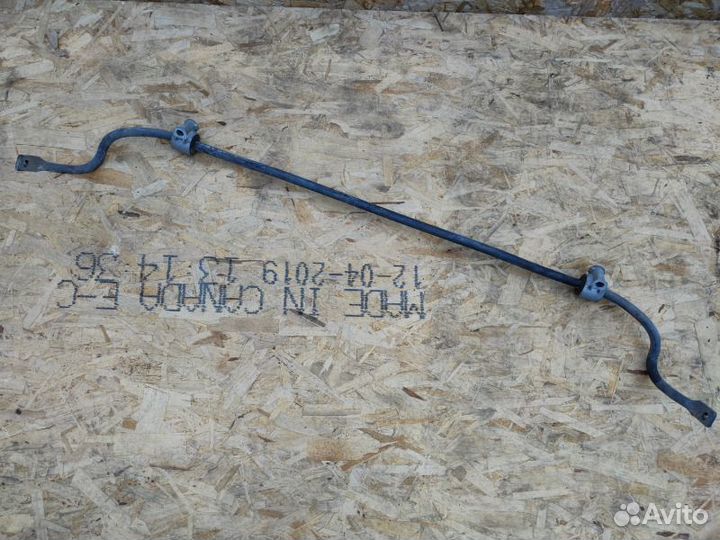 MADE IN CANADA E-C
12-04-2019 13 14 36
Avito